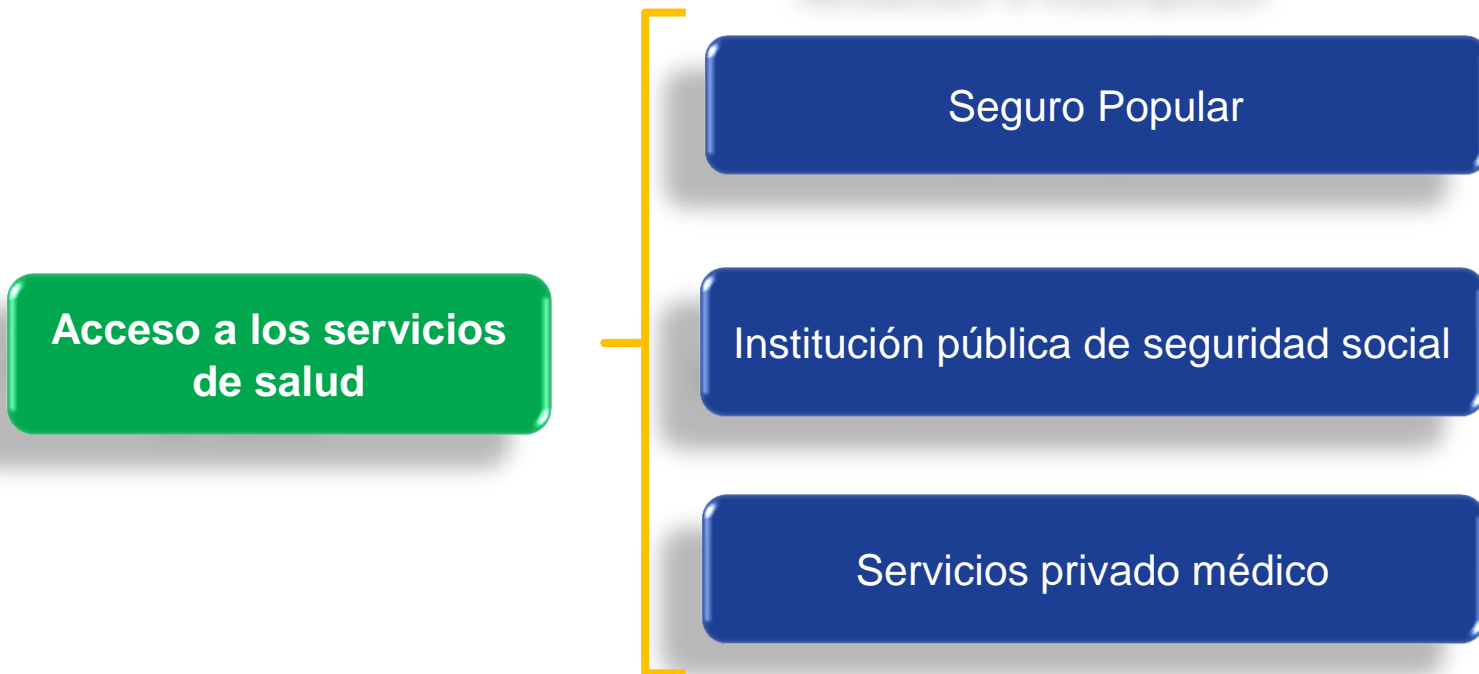 Seguro Popular
Acceso a los servicios
de salud
Institución pública de seguridad social
Servicios privado médico